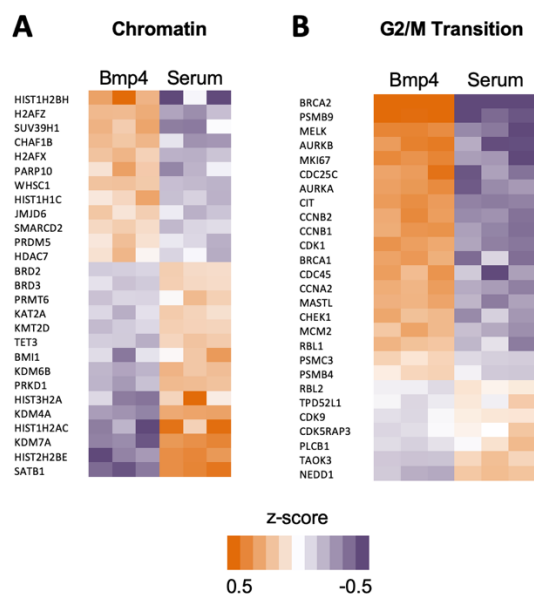 A
Chromatin
Bmp4 Serum
HIST1H2BH
H2AFZ
SUV39H1
CHAF1B
H2AFX
PARP10
WHSC1
HIST1H1C
JMJD6
SMARCD2
PRDM5
HDAC7
BRD2
BRD3
PRMT6
KAT2A
KMT2D
TET3
BMI1
KDM6B
PRKD1
HIST3H2A
KDM4A
HIST1H2AC
KDM7A
HIST2H2BE
SATB1
B
G2/M Transition
Bmp4 Serum
BRCA2
PSMB9
MELK
AURKB
MKI67
CDC25C
AURKA
CIT
CCNB2
CCNB1
CDK1
BRCA1
CDC45
CCNA2
MASTL
CHEK1
MCM2
RBL1
PSMC3
PSMB4
RBL2
TPD52L1
CDK9
CDK5RAP3
PLCB1
TAOK3
NEDD1
z-score
0.5 -0.5